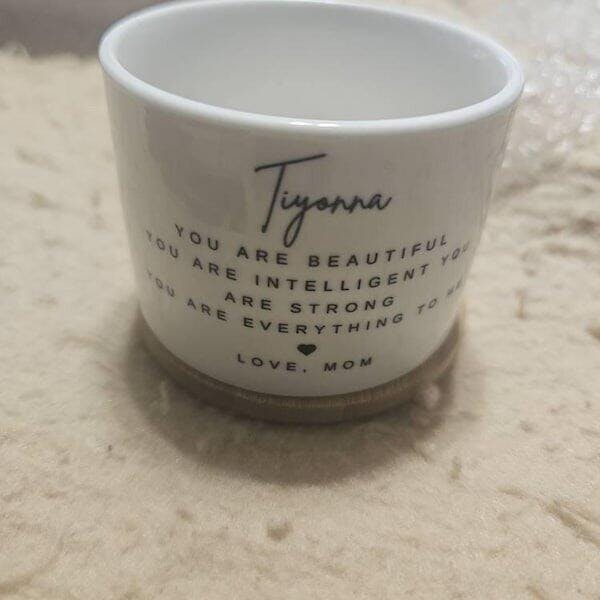 Tiyonna
YOU ARE BEAUTIFUL
YOU ARE INTELLIGENT YOU
ARE STRONG
YOU ARE EVERYTHING TO ME
LOVE, MOM